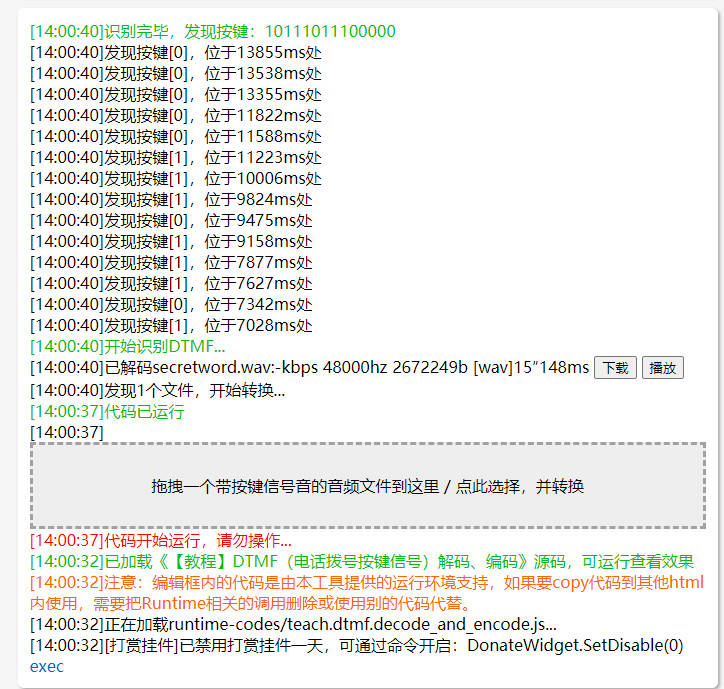 [14:00:40]识别完毕，发现按键：10111011100000
[14:00:40]发现按键[0]，位于13855ms处
[14:00:40]发现按键[0]，位于13538ms处
[14:00:40]发现按键[0]，位于13355ms处
[14:00:40]发现按键[0]，位于11822ms处
[14:00:40]发现按键[0]，位于11588ms处
[14:00:40]发现按键[1]，位于11223ms处
[14:00:40]发现按键[1]，位于10006ms处
[14:00:40]发现按键[1]，位于9824ms处
[14:00:40]发现按键[0]，位于9475ms处
[14:00:40]发现按键[1]，位于9158ms处
[14:00:40]发现按键[1]，位于7877ms处
[14:00:40]发现按键[1]，位于7627ms处
[14:00:40]发现按键[0]，位于7342ms处
[14:00:40]发现按键[1]，位于7028ms处
[14:00:40]开始识别DTMF...
[14:00:40]已解码secretword.wav:-kbps 48000hz 2672249b [wav]15”148ms 下载 播放
[14:00:40]发现1个文件，开始转换...
[14:00:37]代码已运行
[14:00:37]
拖拽一个带按键信号音的音频文件到这里 / 点此选择，并转换
[14:00:37]代码开始运行，请勿操作...
[14:00:32]已加载《【教程】DTMF（电话拨号按键信号）解码、编码》源码，可运行查看效果
[14:00:32]注意：编辑框内的代码是由本工具提供的运行环境支持，如果要copy代码到其他html
内使用，需要把Runtime相关的调用删除或使用别的代码代替。
[14:00:32]正在加载runtime-codes/teach.dtmf.decode_and_encode.js...
[14:00:32][打赏挂件]已禁用打赏挂件一天，可通过命令开启：DonateWidget.SetDisable(0)
exec